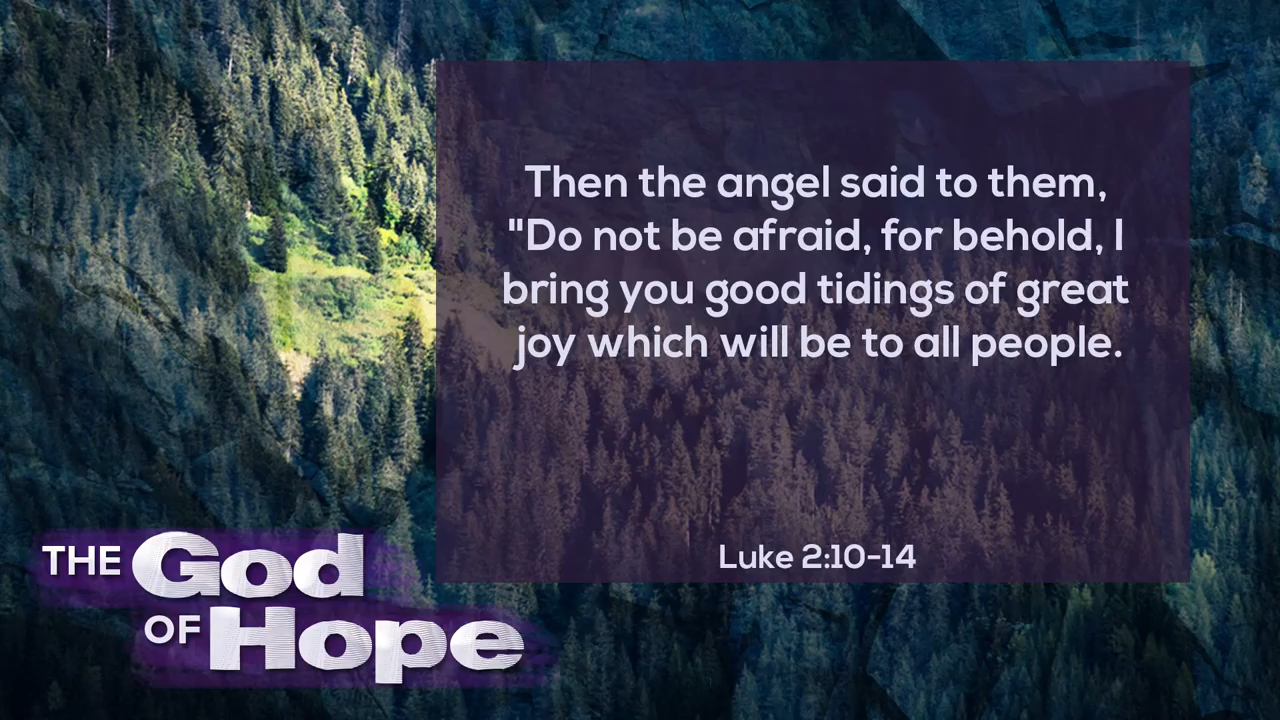 Then the angel said to them,
"Do not be afraid, for behold, I
bring you good tidings of great
joy which will be to all people.
Luke 2:10-14
THE God
OF Hope